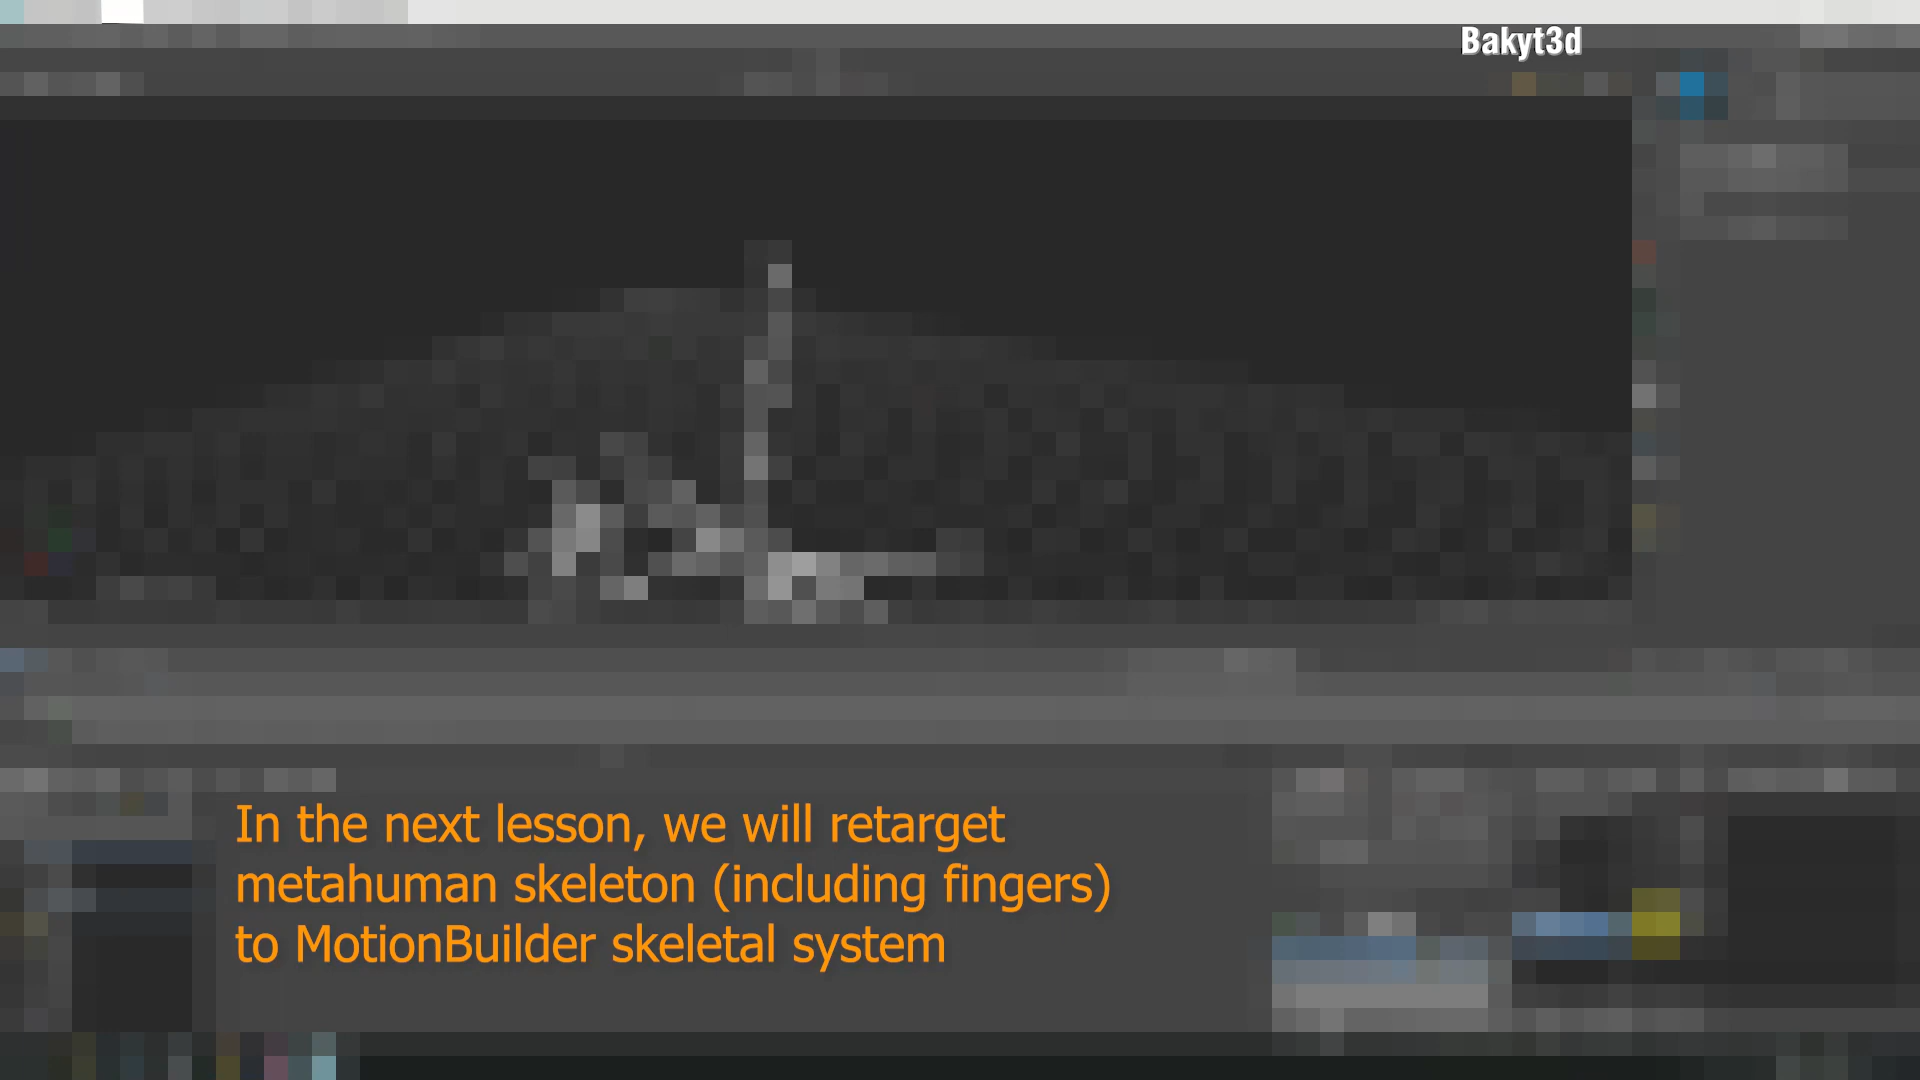 Bakyt3d
In the next lesson, we will retarget
metahuman skeleton (including fingers)
to MotionBuilder skeletal system